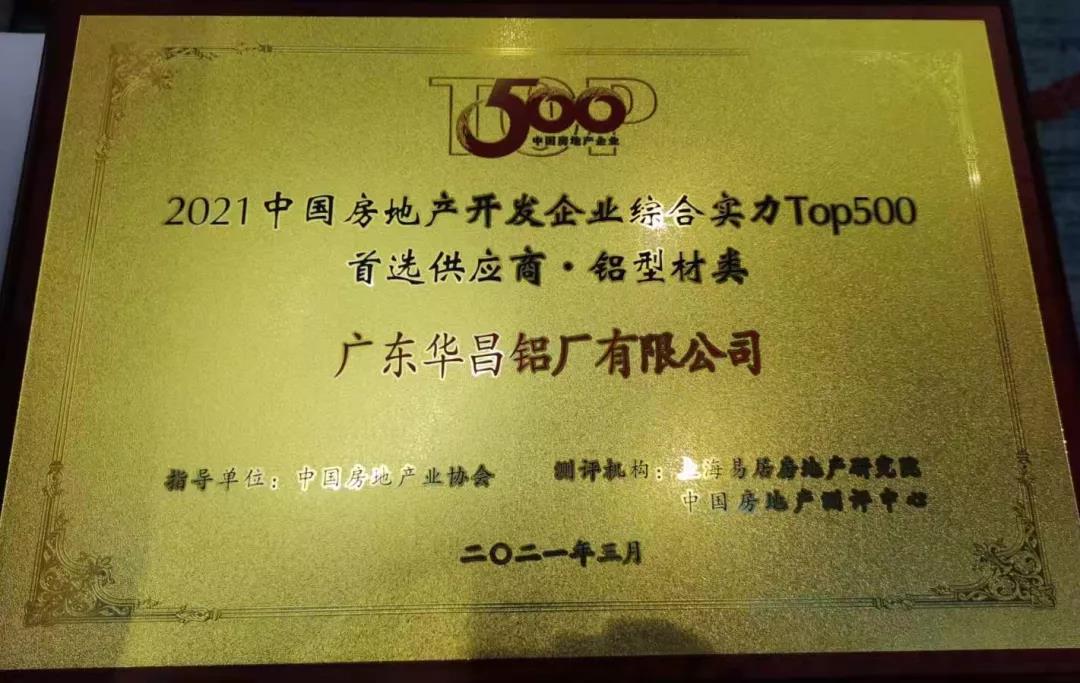 TOP
500
中国房地产企业
2021中国房地产开发企业综合实力Top500
首选供应商·铝型材类
广东华昌铝厂有限公司
指导单位：中国房地产业协会
测评机构：上海易居房地产研究院
中国房地产测评中心
二〇二一年三月